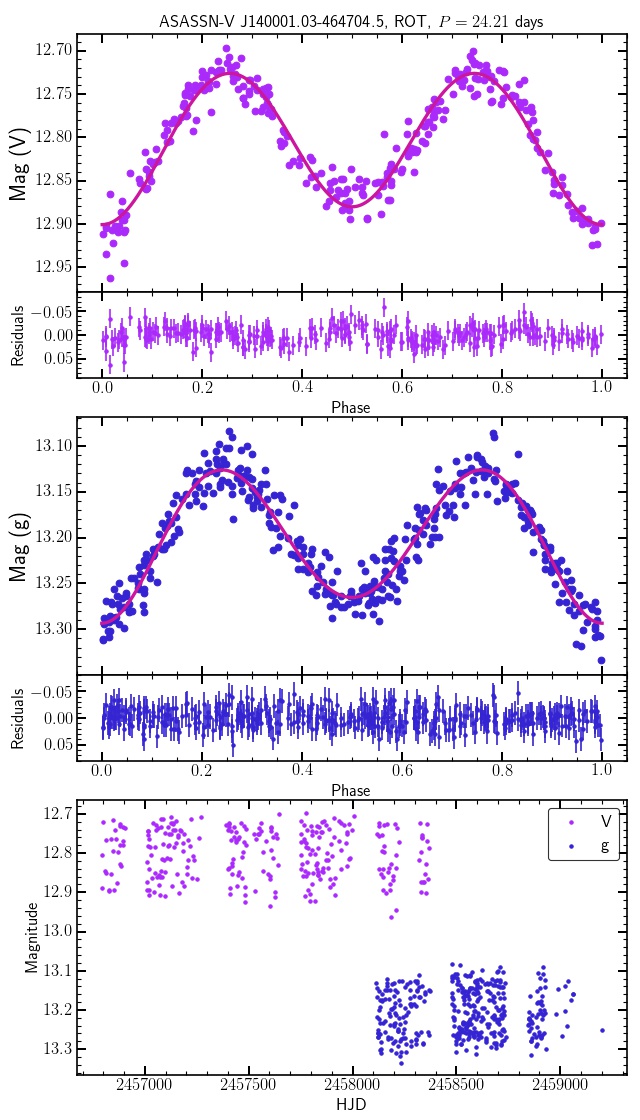 ASASSN-V J140001.03-464704.5, ROT, P = 24.21 days
Mag (V)
12.70
12.75
12.80
12.85
12.90
12.95
Residuals
−0.05
0.00
0.05
0.0 0.2 0.4 0.6 0.8 1.0
Phase
Mag (g)
13.10
13.15
13.20
13.25
13.30
Residuals
−0.05
0.00
0.05
0.0 0.2 0.4 0.6 0.8 1.0
Phase
Magnitude
12.7
12.8
12.9
13.0
13.1
13.2
13.3
V
g
2457000 2457500 2458000 2458500 2459000
HJD